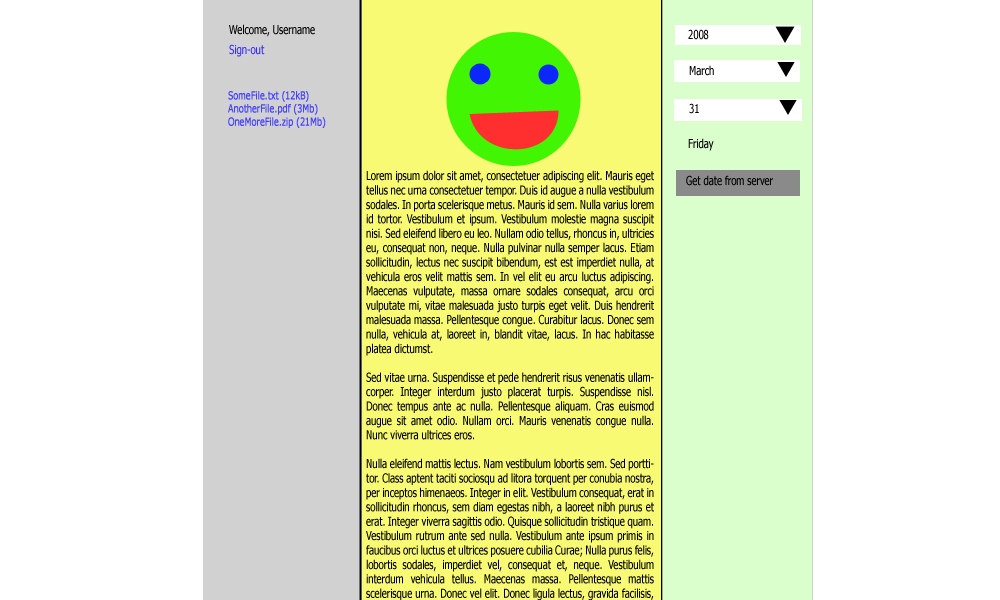 Welcome, Username
Sign-out
SomeFile.txt (12kB)
AnotherFile.pdf (3Mb)
OneMoreFile.zip (21Mb)
Lorem ipsum dolor sit amet, consectetuer adipiscing elit. Mauris eget
tellus nec urna consectetuer tempor. Duis id augue a nulla vestibulum
sodales. In porta scelerisque metus. Mauris id sem. Nulla varius lorem
id tortor. Vestibulum et ipsum. Vestibulum molestie magna suscipit
nisi. Sed eleifend libero eu leo. Nullam odio tellus, rhoncus in, ultricies
eu, consequat non, neque. Nulla pulvinar nulla semper lacus. Etiam
sollicitudin, lectus nec suscipit bibendum, est est imperdiet nulla, at
vehicula eros velit mattis sem. In vel elit eu arcu luctus adipiscing.
Maecenas vulputate, massa ornare sodales consequat, arcu orci
vulputate mi, vitae malesuada justo turpis eget velit. Duis hendrerit
malesuada massa. Pellentesque congue. Curabitur lacus. Donec sem
nulla, vehicula at, laoreet in, blandit vitae, lacus. In hac habitasse
platea dictumst.
Sed vitae urna. Suspendisse et pede hendrerit risus venenatis ullam-
corper. Integer interdum justo placerat turpis. Suspendisse nisl.
Donec tempus ante ac nulla. Pellentesque aliquam. Cras euismod
augue sit amet odio. Nullam orci. Mauris venenatis congue nulla.
Nunc viverra ultrices eros.
Nulla eleifend mattis lectus. Nam vestibulum lobortis sem. Sed portti-
tor. Class aptent taciti sociosqu ad litora torquent per conubia nostra,
per inceptos himenaeos. Integer in elit. Vestibulum consequat, erat in
sollicitudin rhoncus, sem diam egestas nibh, a laoreet nibh purus et
erat. Integer viverra sagittis odio. Quisque sollicitudin tristique quam.
Vestibulum rutrum ante sed nulla. Vestibulum ante ipsum primis in
faucibus orci luctus et ultrices posuere cubilia Curae; Nulla purus felis,
lobortis sodales, imperdiet vel, consequat et, neque. Vestibulum
interdum vehicula tellus. Maecenas massa. Pellentesque mattis
scelerisque urna. Donec vel elit. Donec ligula lectus, gravida facilisis,
2008
March
31
Friday
Get date from server